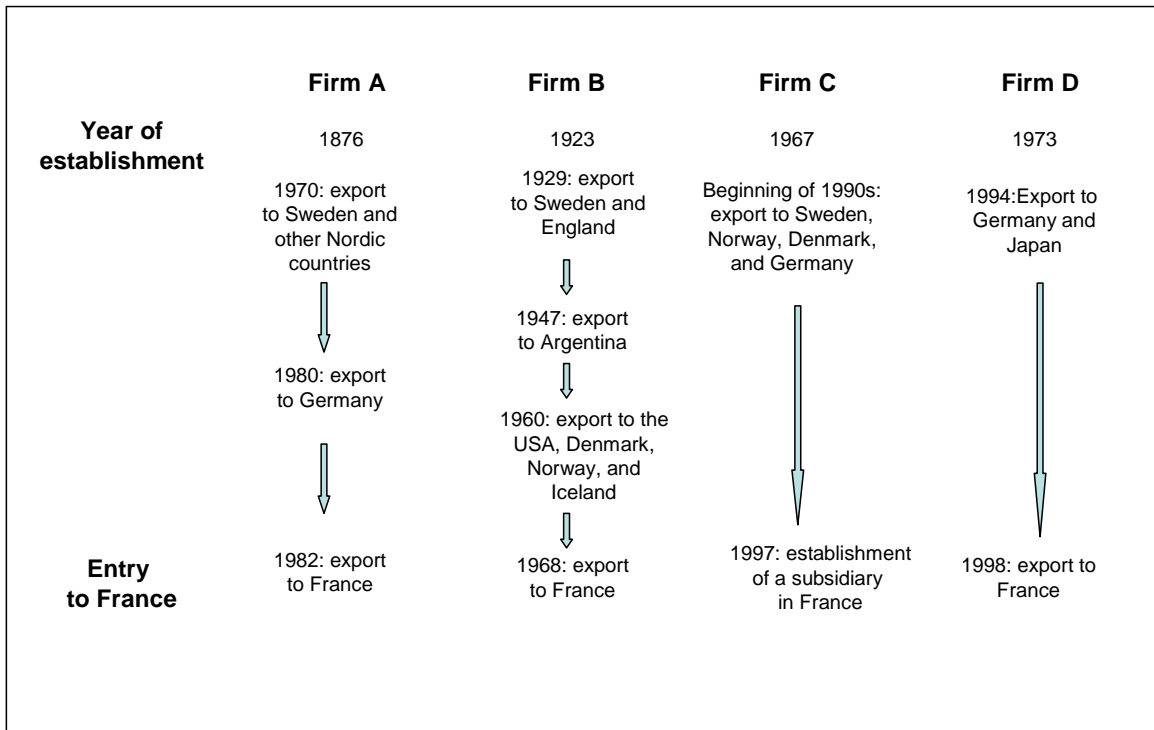 Firm A
Firm B
Firm C
Firm D
Year of
establishment
1876
1923
1967
1973
1970: export
to Sweden and
other Nordic
countries
1929: export
to Sweden and
England
Beginning of 1990s:
export to Sweden,
Norway, Denmark,
and Germany
1994:Export to
Germany and
Japan
1947: export
to Argentina
1980: export
to Germany
1960: export to the
USA, Denmark,
Norway, and
Iceland
Entry
to France
1982: export
to France
1968: export
to France
1997: establishment
of a subsidiary
in France
1998: export to
France